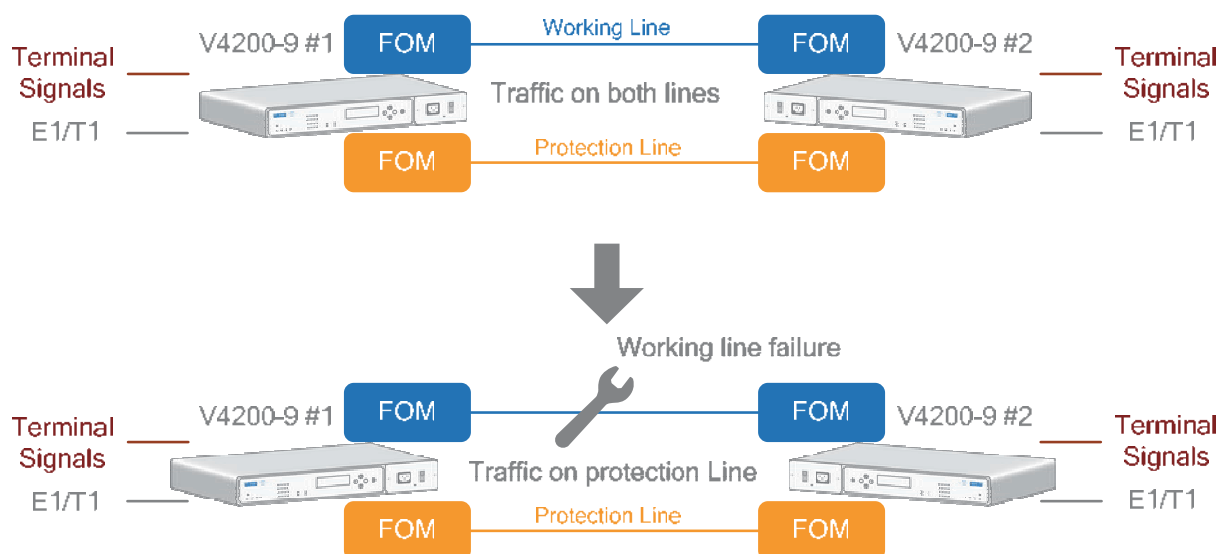 V4200-9 #1
FOM
Working Line
FOM
V4200-9 #2
Terminal
Signals
Traffic on both lines
Terminal
Signals
E1/T1
E1/T1
FOM
Protection Line
FOM
Working line failure
V4200-9 #1
FOM
FOM
V4200-9 #2
Terminal
Signals
Traffic on protection Line
Terminal
Signals
E1/T1
E1/T1
FOM
Protection Line
FOM